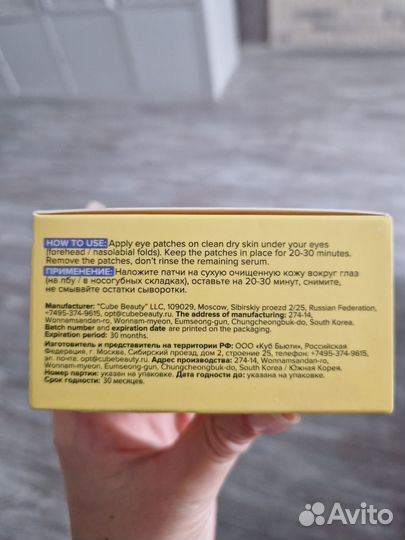 HOW TO USE: Apply eye patches on clean dry skin under your eyes
(forehead / nasolabial folds). Keep the patches in place for 20-30 minutes.
Remove the patches, don't rinse the remaining serum.
ПРИМЕНЕНИЕ: Наложите патчи на сухую очищенную кожу вокруг глаз
(на лбу / в носогубных складках), оставьте на 20-30 минут, снимите,
не смывайте остатки сыворотки.
Manufacturer: "Cube Beauty" LLC, 109029, Moscow, Sibirskiy proezd 2/25, Russian Federation,
+7495-374-9615, opt@cubebeauty.ru. The address of manufacturing: 274-14,
Wonnamsandan-ro, Wonnam-myeon, Eumseong-gun, Chungcheongbuk-do, South Korea.
Batch number and expiration date are printed on the packaging.
Expiration period: 30 months.
Изготовитель и представитель на территории РФ: ООО «Куб Бьюти», Российская
Федерация, г. Москва, Сибирский проезд, дом 2, строение 25, телефон: +7495-374-9615,
эл. почта: opt@cubebeauty.ru. Адрес производства: 274-14, Wonnamsandan-ro,
Wonnam-myeon, Eumseong-gun, Chungcheongbuk-do, South Korea / Южная Корея.
Номер партии: указан на упаковке. Дата годности до: указана на упаковке.
Срок годности: 30 месяцев.
Avito